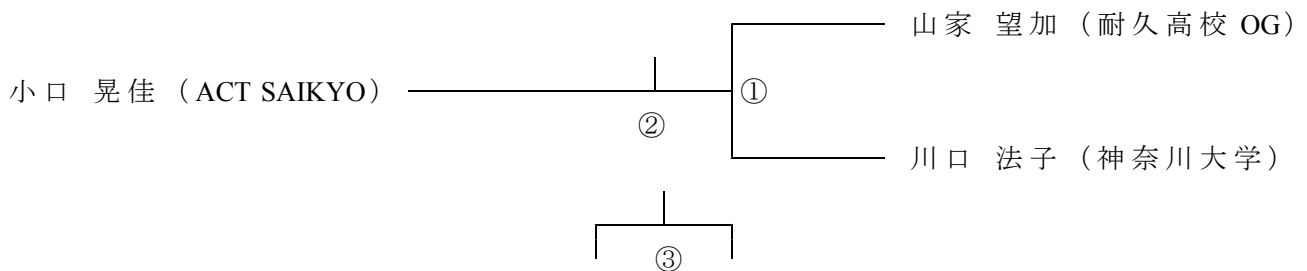 山家 望加（耐久高校 OG）
小口 晃佳（ACT SAIKYO）
①
②
川口 法子（神奈川大学）
③